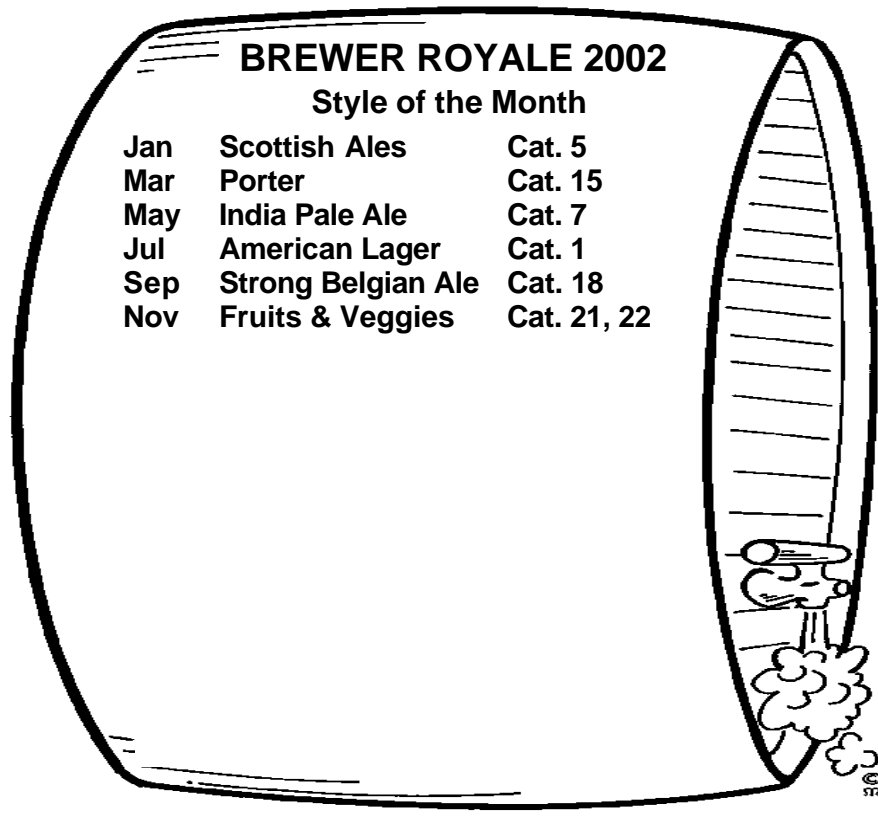 BREWER ROYALE 2002
Style of the Month
Jan Scottish Ales Cat. 5
Mar Porter Cat. 15
May India Pale Ale Cat. 7
Jul American Lager Cat. 1
Sep Strong Belgian Ale Cat. 18
Nov Fruits & Veggies Cat. 21, 22
©